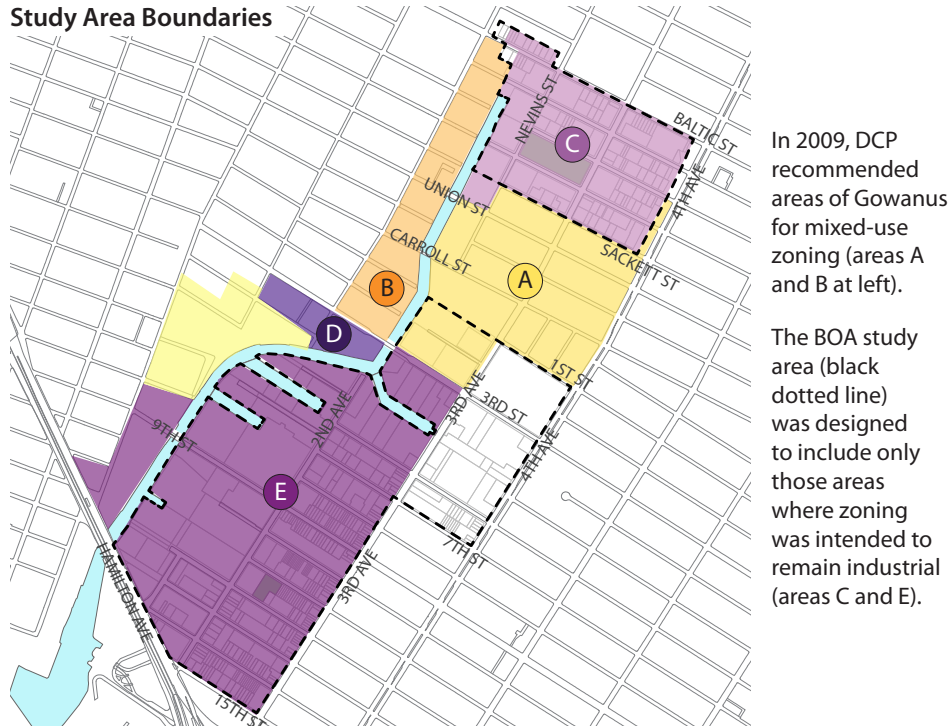 Study Area Boundaries
NEVINS ST
BALTIC ST
C
4TH AVE
UNION ST
SACKETT ST
CARROLL ST
A
B
D
1ST ST
3RD AVE
3RD ST
2ND AVE
9TH ST
4TH AVE
E
7TH ST
HAMILTON AVE
3RD AVE
15TH ST
In 2009, DCP
recommended
areas of Gowanus
for mixed-use
zoning (areas A
and B at left).
The BOA study
area (black
dotted line)
was designed
to include only
those areas
where zoning
was intended to
remain industrial
(areas C and E).